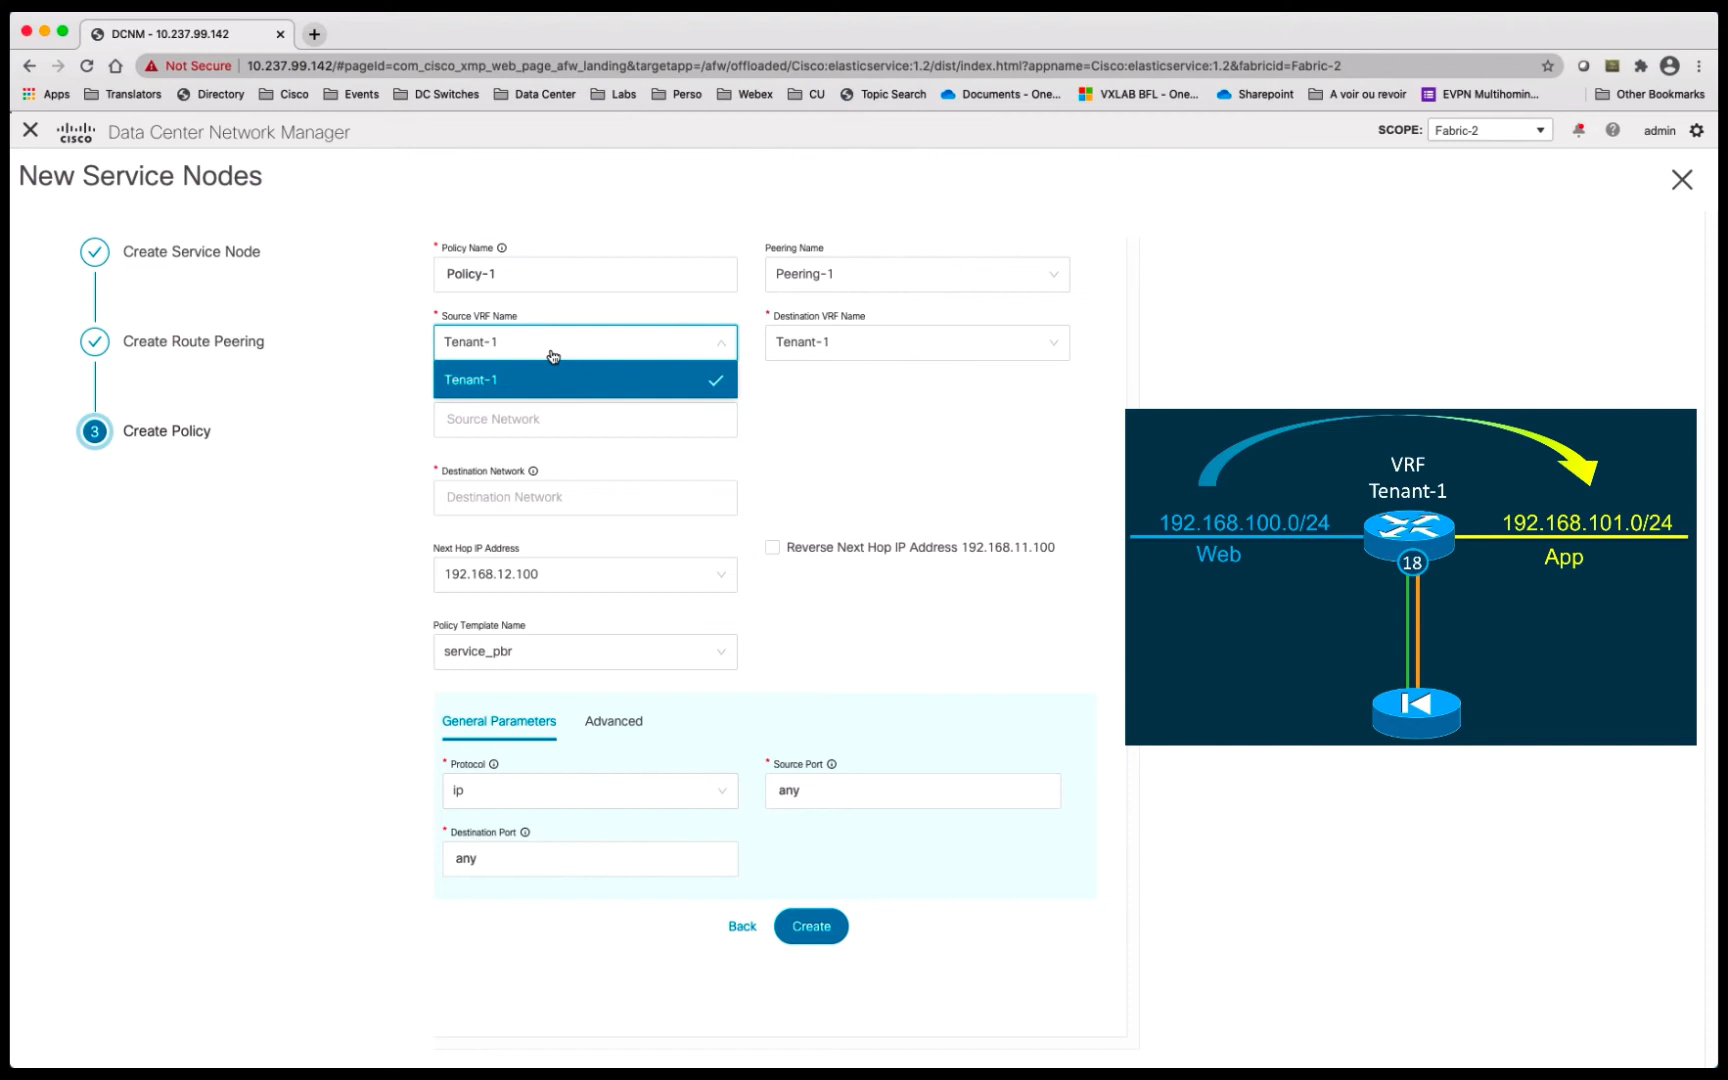 DCNM - 10.237.99.142
Not Secure
10.237.99.142/#pageId=com_cisco_xmp_web_page_afw_landing&targetapp=/afw/offloaded/Cisco:elasticservice:1.2/dist/index.html?appname=Cisco:elasticservice:1.2&fabricid=Fabric-2
Apps Translators Directory Cisco Events DC Switches Data Center Labs Perso Webex CU Topic Search Documents - One... VXLAB BFL - One... Sharepoint A voir ou revoir EVPN Multihomin... Other Bookmarks
cisco Data Center Network Manager
SCOPE: Fabric-2 admin
New Service Nodes
Create Service Node
Create Route Peering
3 Create Policy
* Policy Name
Policy-1
Peering Name
Peering-1
* Source VRF Name
Tenant-1
* Destination VRF Name
Tenant-1
Tenant-1
Source Network
* Destination Network
Destination Network
Next Hop IP Address
192.168.12.100
Reverse Next Hop IP Address 192.168.11.100
Policy Template Name
service_pbr
General Parameters Advanced
* Protocol
ip
* Source Port
any
* Destination Port
any
Back Create
VRF
Tenant-1
192.168.100.0/24
Web
192.168.101.0/24
App
18